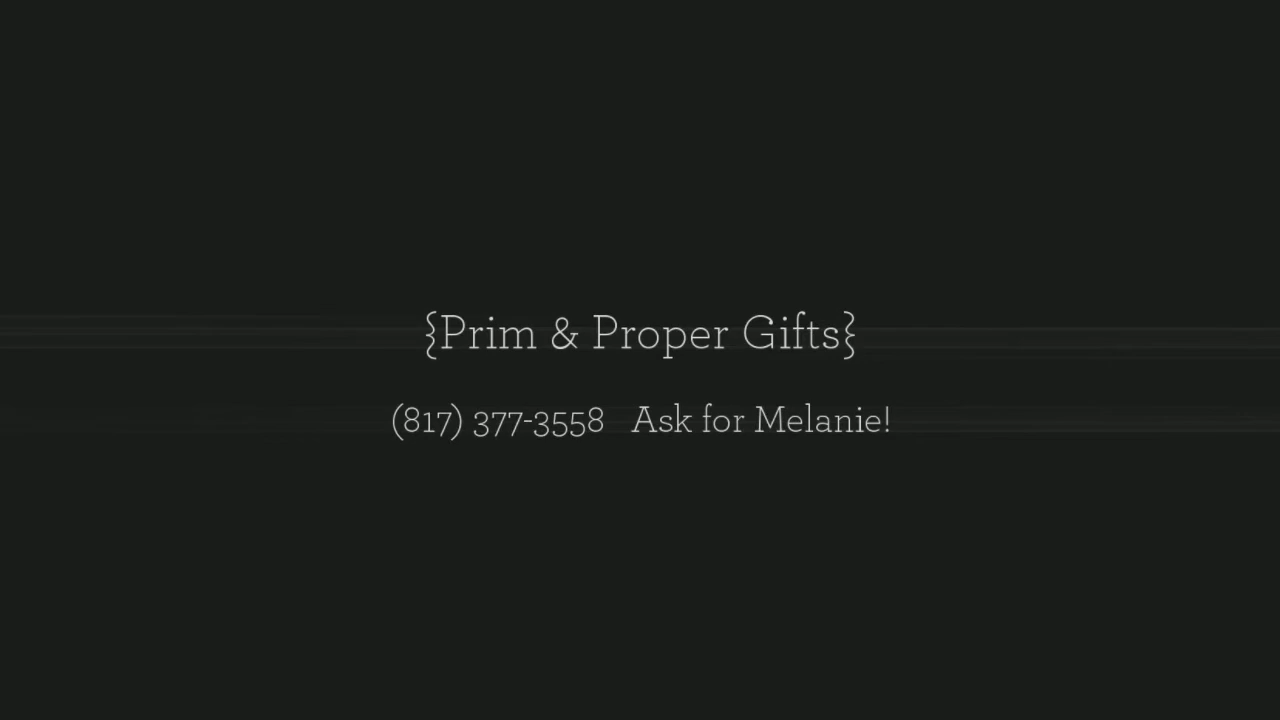 {Prim & Proper Gifts}
(817) 377-3558 Ask for Melanie!